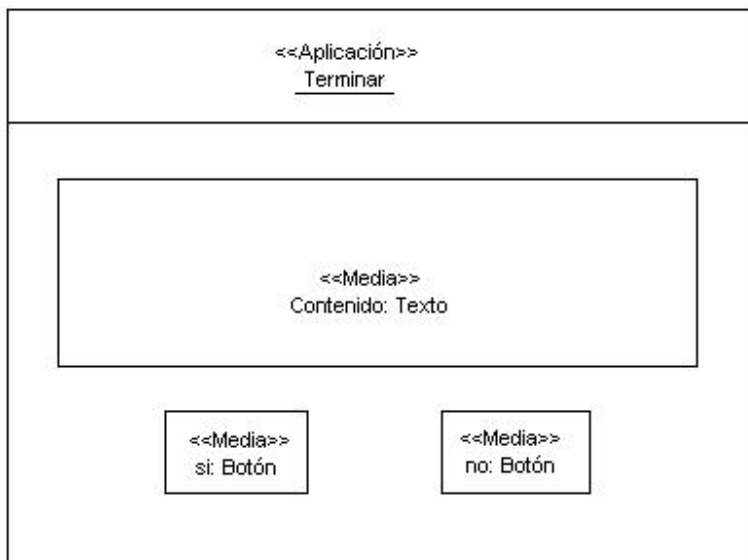 <<Aplicación>>
Terminar
<<Media>>
Contenido: Texto
<<Media>>
si: Botón
<<Media>>
no: Botón